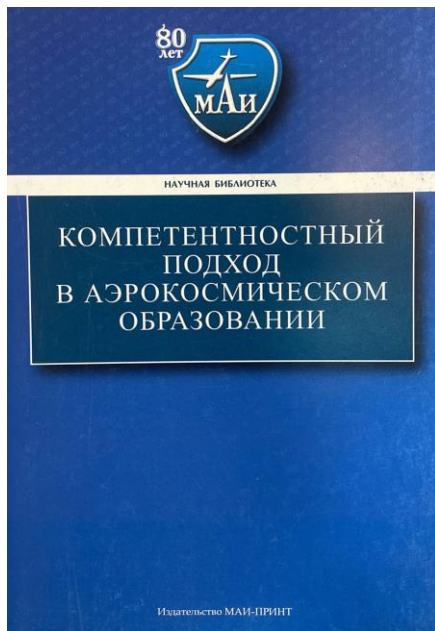 80
лет
МАИ
НАУЧНАЯ БИБЛИОТЕКА
КОМПЕТЕНТНОСТНЫЙ
ПОДХОД
В АЭРОКОСМИЧЕСКОМ
ОБРАЗОВАНИИ
Издательство МАИ-ПРИНТ